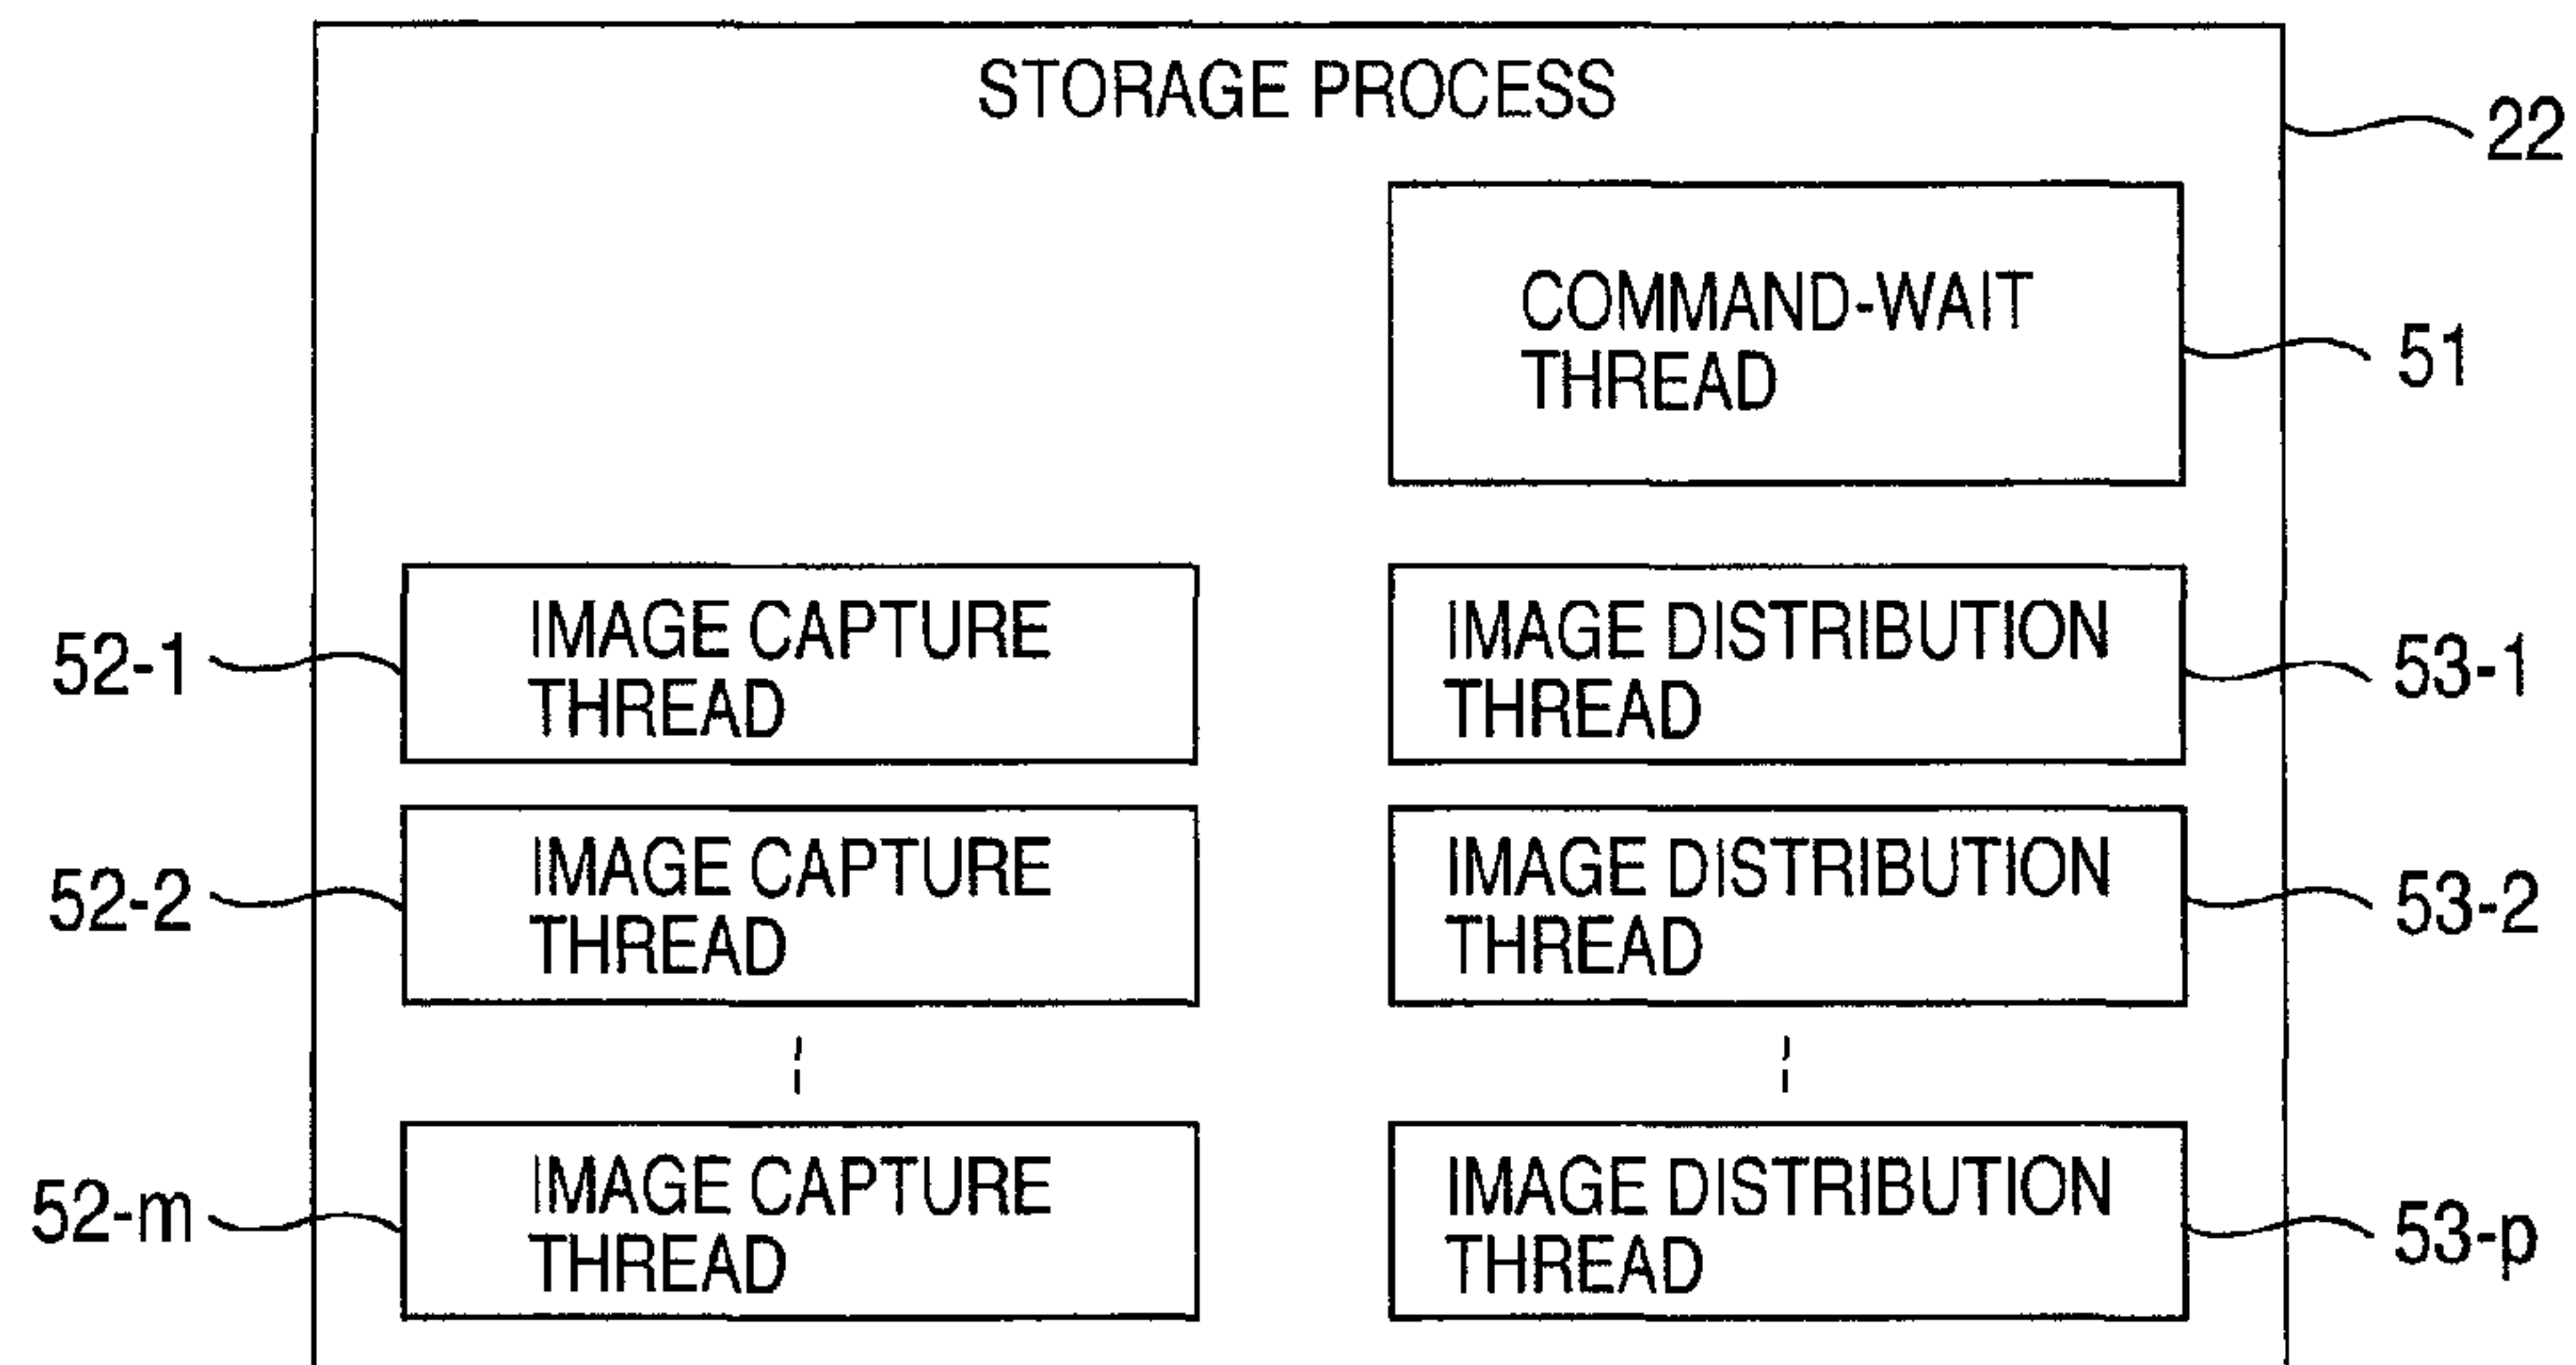 STORAGE PROCESS
22
COMMAND-WAIT
THREAD
51
52-1
IMAGE CAPTURE
THREAD
IMAGE DISTRIBUTION
THREAD
53-1
52-2
IMAGE CAPTURE
THREAD
IMAGE DISTRIBUTION
THREAD
53-2
52-m
IMAGE CAPTURE
THREAD
IMAGE DISTRIBUTION
THREAD
53-p